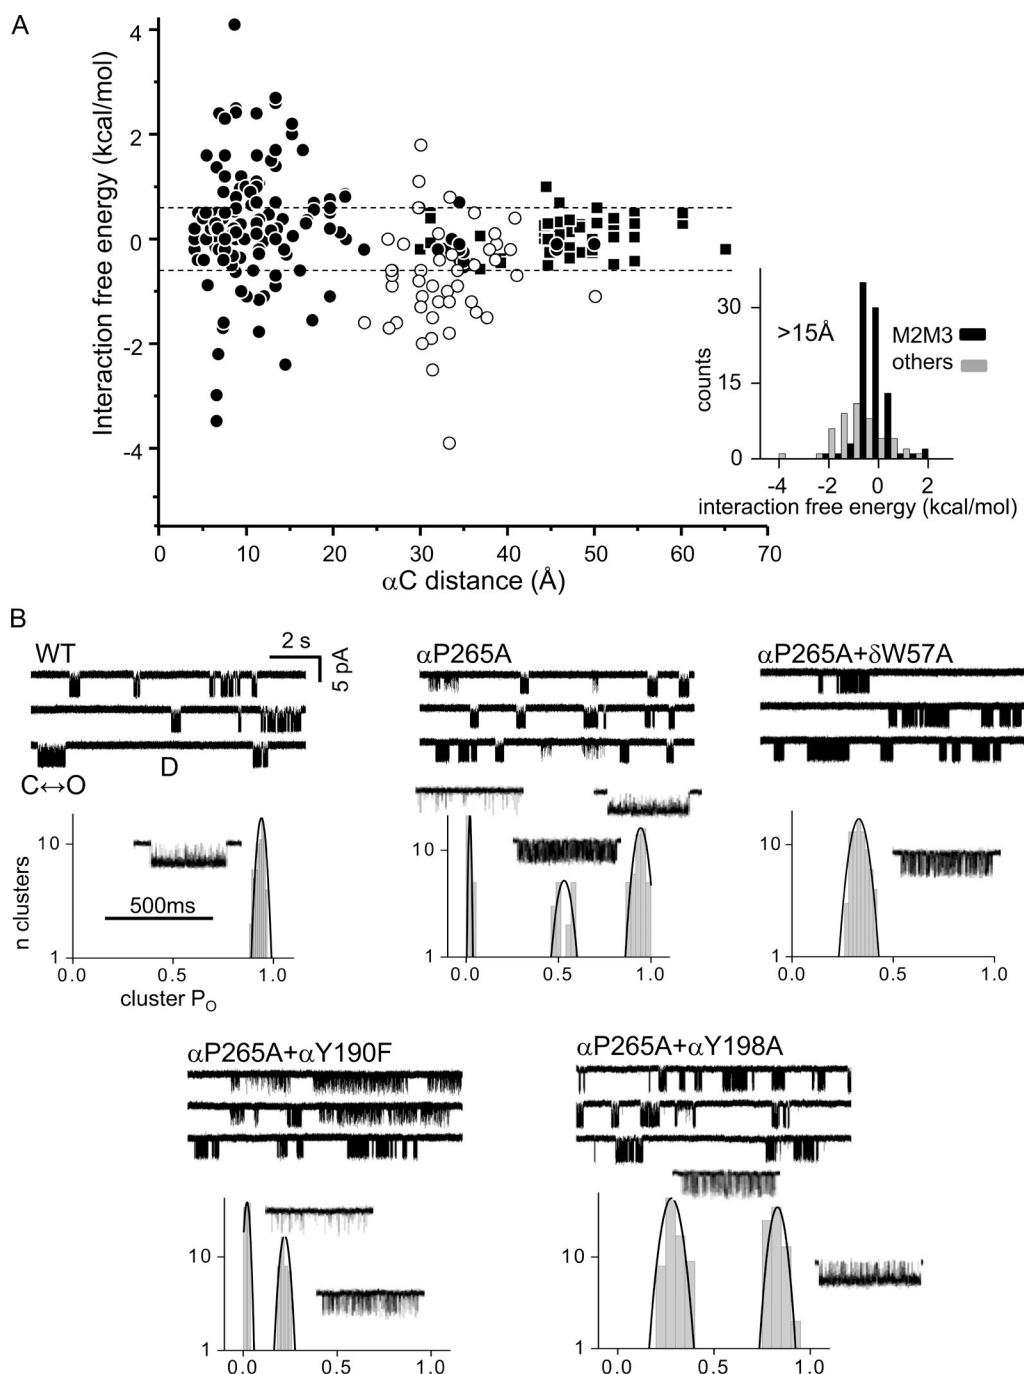 A
Interaction free energy (kcal/mol)
4
2
0
-2
-4
0 10 20 30 40 50 60 70
αC distance (Å)
>15Å
M2M3
others
counts
30
15
0
-4 -2 0 2
interaction free energy (kcal/mol)
B
WT
2 s
5 pA
D
C↔O
10
500ms
n clusters
1
0.0 0.5 1.0
cluster PO
αP265A
10
1
0.0 0.5 1.0
αP265A+δW57A
10
1
0.0 0.5 1.0
αP265A+αY190F
10
1
0.0 0.5 1.0
αP265A+αY198A
10
1
0.0 0.5 1.0